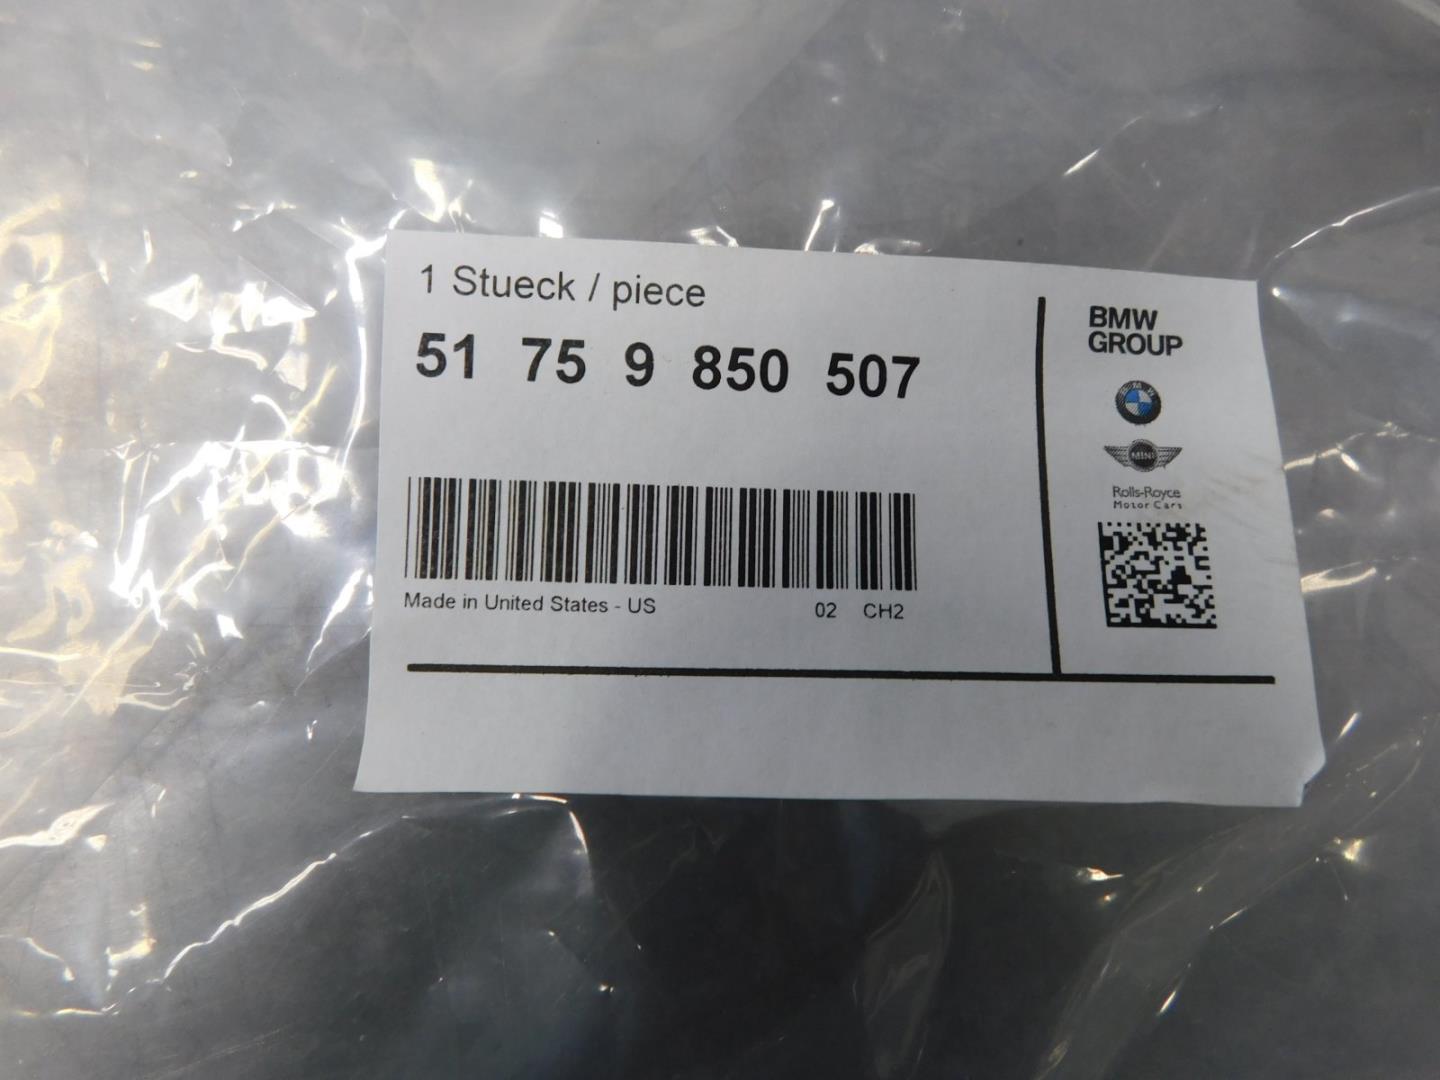 1 Stueck / piece
51 75 9 850 507
Made in United States - US
02 CH2
BMW
GROUP
BMW
MINI
Rolls-Royce
Motor Cars